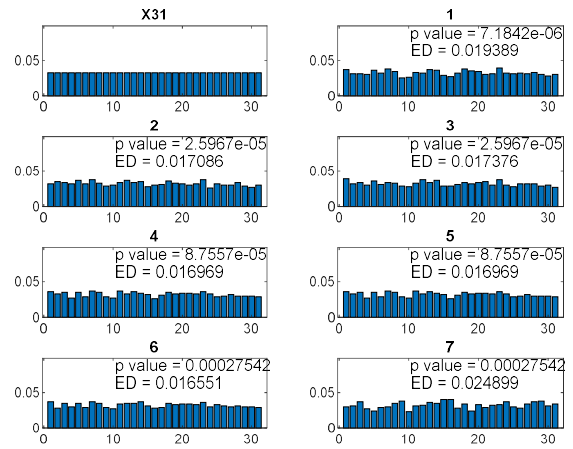 X31
0.05
0
0 10 20 30
1
p value = 7.1842e-06
ED = 0.019389
0.05
0
0 10 20 30
2
p value = 2.5967e-05
ED = 0.017086
0.05
0
0 10 20 30
3
p value = 2.5967e-05
ED = 0.017376
0.05
0
0 10 20 30
4
p value = 8.7557e-05
ED = 0.016969
0.05
0
0 10 20 30
5
p value = 8.7557e-05
ED = 0.016969
0.05
0
0 10 20 30
6
p value = 0.00027542
ED = 0.016551
0.05
0
0 10 20 30
7
p value = 0.00027542
ED = 0.024899
0.05
0
0 10 20 30